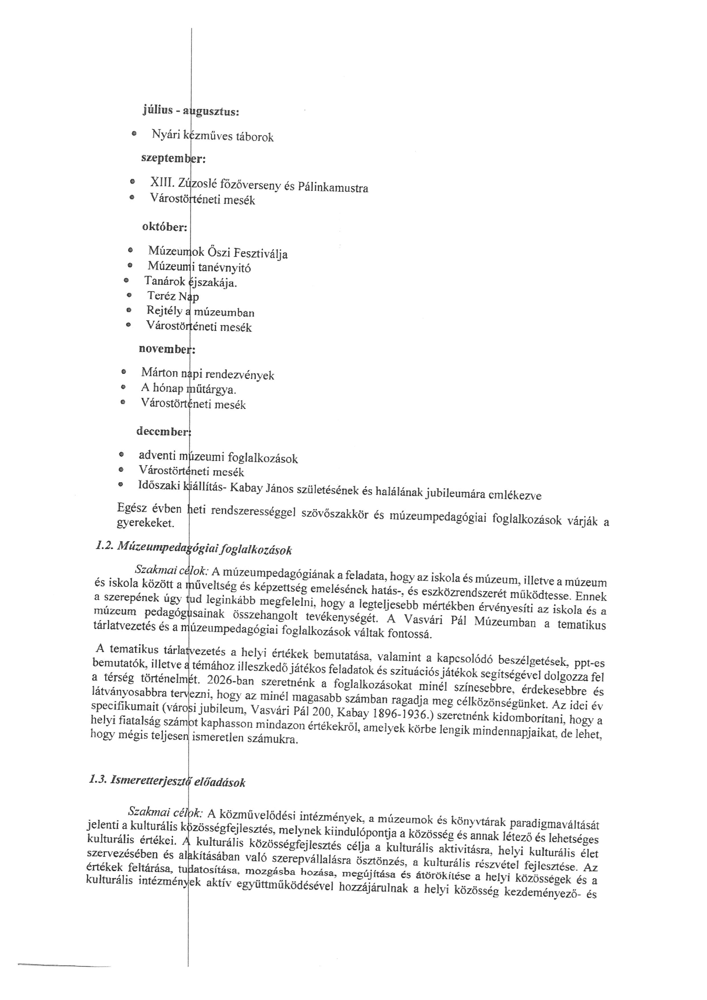 július - augusztus:
• Nyári kézműves táborok
szeptember:
• XIII. Zúzoslé főzőverseny és Pálinkamustra
• Várostörténeti mesék
október:
• Múzeumok Őszi Fesztiválja
• Múzeumi tanévnyitó
• Tanárok éjszakája.
• Teréz Nap
• Rejtély a múzeumban
• Várostörténeti mesék
november:
• Márton napi rendezvények
• A hónap műtárgya.
• Várostörténeti mesék
december:
• adventi múzeumi foglalkozások
• Várostörténeti mesék
• Időszaki kiállítás- Kabay János születésének és halálának jubileumára emlékezve
Egész évben heti rendszerességgel szövőszakkör és múzeumpedagógiai foglalkozások várják a
gyerekeket.
1.2. Múzeumpedagógiai foglalkozások
Szakmai célok: A múzeumpedagógiának a feladata, hogy az iskola és múzeum, illetve a múzeum
és iskola között a műveltség és képzettség emelésének hatás-, és eszközrendszerét működtesse. Ennek
a szerepének úgy tud leginkább megfelelni, hogy a legteljesebb mértékben érvényesíti az iskola és a
múzeum pedagógusainak összehangolt tevékenységét. A Vasvári Pál Múzeumban a tematikus
tárlatvezetés és a múzeumpedagógiai foglalkozások váltak fontossá.
A tematikus tárlatvezetés a helyi értékek bemutatása, valamint a kapcsolódó beszélgetések, ppt-es
bemutatók, illetve a témához illeszkedő játékos feladatok és szituációs játékok segítségével dolgozza fel
a térség történelmét. 2026-ban szeretnénk a foglalkozásokat minél színesebbre, érdekesebbre és
látványosabbra tervezni, hogy az minél magasabb számban ragadja meg célközönségünket. Az idei év
specifikumait (városi jubileum, Vasvári Pál 200, Kabay 1896-1936.) szeretnénk kidomborítani, hogy a
helyi fiatalság számot kaphasson mindazon értékekről, amelyek körbe lengik mindennapjaikat, de lehet,
hogy mégis teljesen ismeretlen számukra.
1.3. Ismeretterjesztő előadások
Szakmai célok: A közművelődési intézmények, a múzeumok és könyvtárak paradigmaváltását
jelenti a kulturális közösségfejlesztés, melynek kiindulópontja a közösség és annak létező és lehetséges
kulturális értékei. A kulturális közösségfejlesztés célja a kulturális aktivitásra, helyi kulturális élet
szervezésében és alakításában való szerepvállalásra ösztönzés, a kulturális részvétel fejlesztése. Az
értékek feltárása, tudatosítása, mozgásba hozása, megújítása és átörökítése a helyi közösségek és a
kulturális intézmények aktív együttműködésével hozzájárulnak a helyi közösség kezdeményező- és